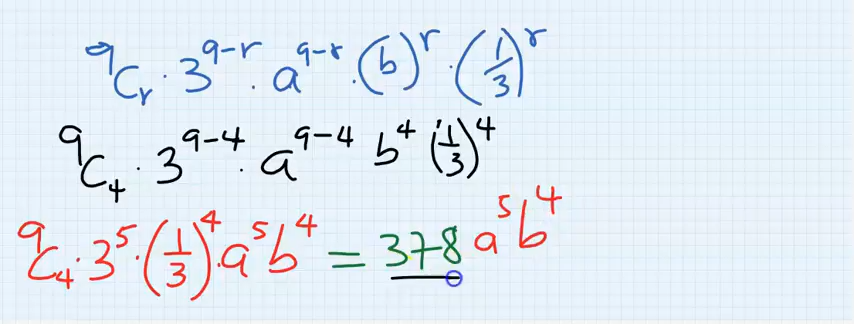 ⁹Cᵣ · 3⁹⁻ʳ · a⁹⁻ʳ · (b)ʳ · (1/3)ʳ
⁹C₄ · 3⁹⁻⁴ · a⁹⁻⁴ b⁴ (1/3)⁴
⁹C₄ · 3⁵ · (1/3)⁴ · a⁵b⁴ = 378 a⁵b⁴